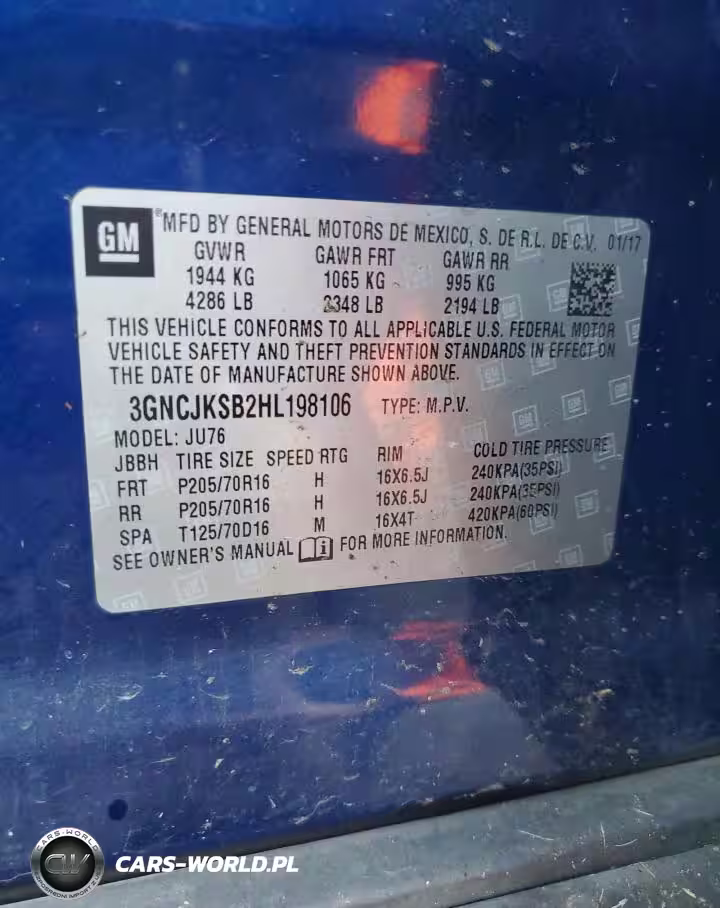 GM
®MFD BY GENERAL MOTORS DE MEXICO, S. DE R.L. DE C.V. 01/17
GVWR GAWR FRT GAWR RR
1944 KG 1065 KG 995 KG
4286 LB 2348 LB 2194 LB
THIS VEHICLE CONFORMS TO ALL APPLICABLE U.S. FEDERAL MOTOR
VEHICLE SAFETY AND THEFT PREVENTION STANDARDS IN EFFECT ON
THE DATE OF MANUFACTURE SHOWN ABOVE.
3GNCJKSB2HL198106 TYPE: M.P.V.
MODEL: JU76
JBBH TIRE SIZE SPEED RTG RIM COLD TIRE PRESSURE
FRT P205/70R16 H 16X6.5J 240KPA(35PSI)
RR P205/70R16 H 16X6.5J 240KPA(35PSI)
SPA T125/70D16 M 16X4T 420KPA(60PSI)
SEE OWNER'S MANUAL FOR MORE INFORMATION.
CARS-WORLD
CARS-WORLD.PL